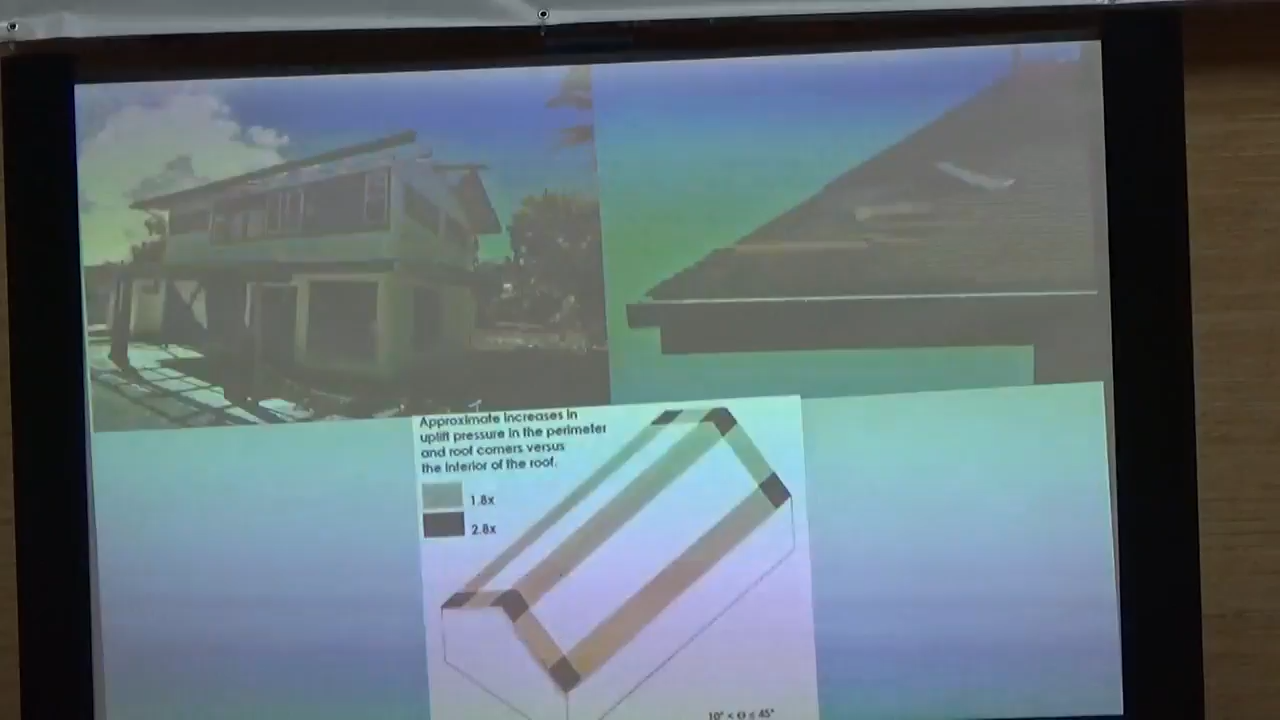 Approximate increases in
uplift pressure in the perimeter
and roof corners versus
the interior of the roof.
1.8x
2.8x
10° < Θ ≤ 45°